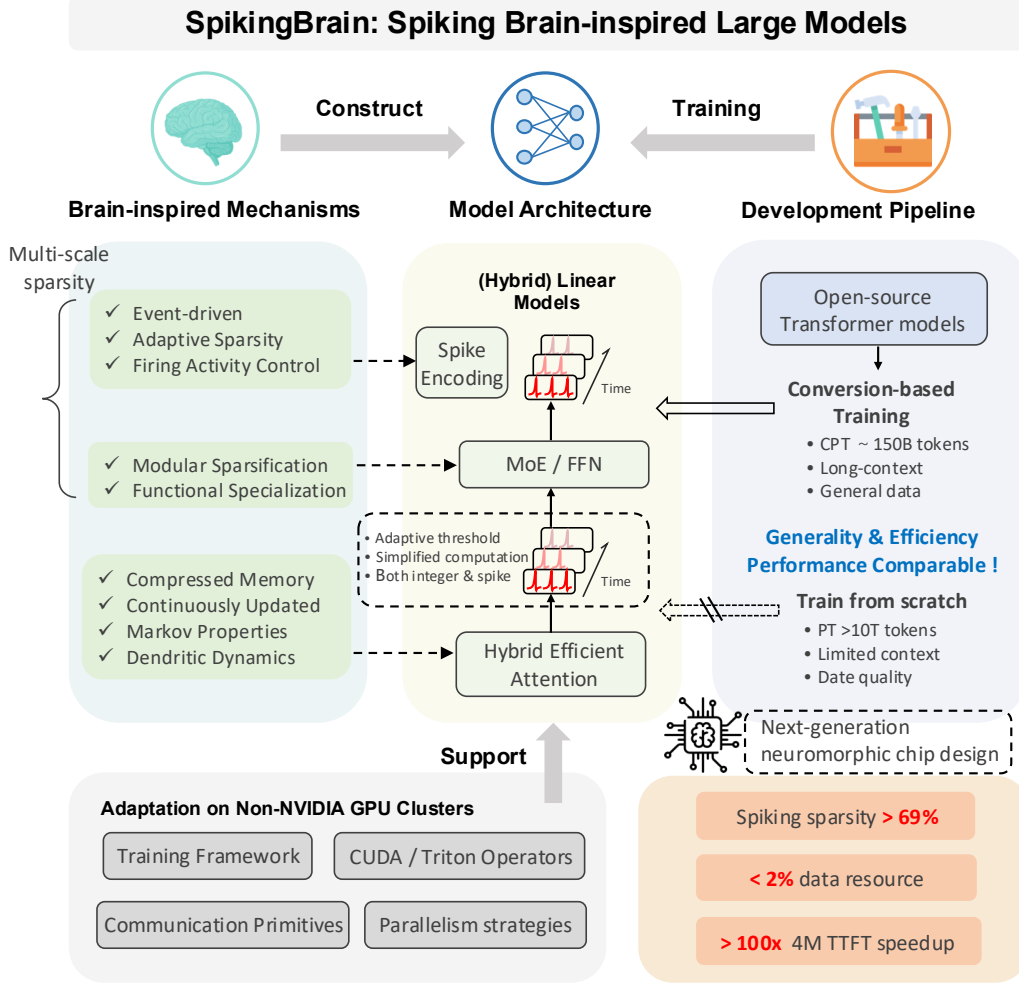 SpikingBrain: Spiking Brain-inspired Large Models
Construct
Training
Brain-inspired Mechanisms
Model Architecture
Development Pipeline
Multi-scale
sparsity
✓ Event-driven
✓ Adaptive Sparsity
✓ Firing Activity Control
✓ Modular Sparsification
✓ Functional Specialization
✓ Compressed Memory
✓ Continuously Updated
✓ Markov Properties
✓ Dendritic Dynamics
(Hybrid) Linear
Models
Spike
Encoding
Time
MoE / FFN
• Adaptive threshold
• Simplified computation
• Both integer & spike
Time
Hybrid Efficient
Attention
Open-source
Transformer models
Conversion-based
Training
• CPT ~ 150B tokens
• Long-context
• General data
Generality & Efficiency
Performance Comparable !
Train from scratch
• PT >10T tokens
• Limited context
• Date quality
Next-generation
neuromorphic chip design
Support
Adaptation on Non-NVIDIA GPU Clusters
Training Framework
CUDA / Triton Operators
Communication Primitives
Parallelism strategies
Spiking sparsity > 69%
< 2% data resource
> 100x 4M TTFT speedup